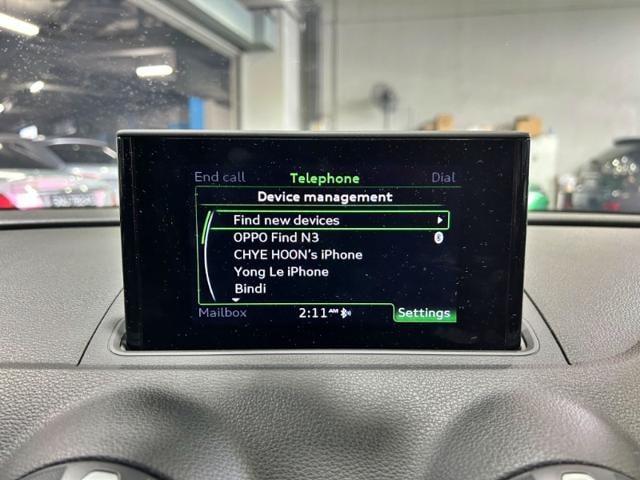 End call Telephone Dial
Device management
Find new devices
OPPO Find N3
CHYE HOON's iPhone
Yong Le iPhone
Bindi
Mailbox 2:11 AM Settings